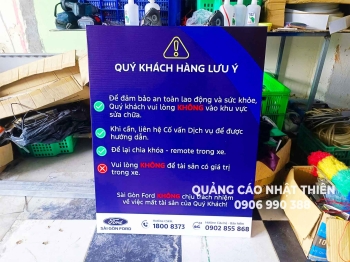 QUÝ KHÁCH HÀNG LƯU Ý
Để đảm bảo an toàn lao động và sức khỏe,
Quý khách vui lòng KHÔNG vào khu vực
sửa chữa.
Khi cần, liên hệ Cố vấn Dịch vụ để được
hướng dẫn.
Để lại chìa khóa - remote trong xe.
Vui lòng KHÔNG để tài sản có giá trị
trong xe.
Sài Gòn Ford KHÔNG chịu trách nhiệm
về việc mất tài sản của Quý Khách!
QUẢNG CÁO NHẤT THIÊN
0906 990 388
Ford
SÀI GÒN FORD
1800 8373
0902 855 868